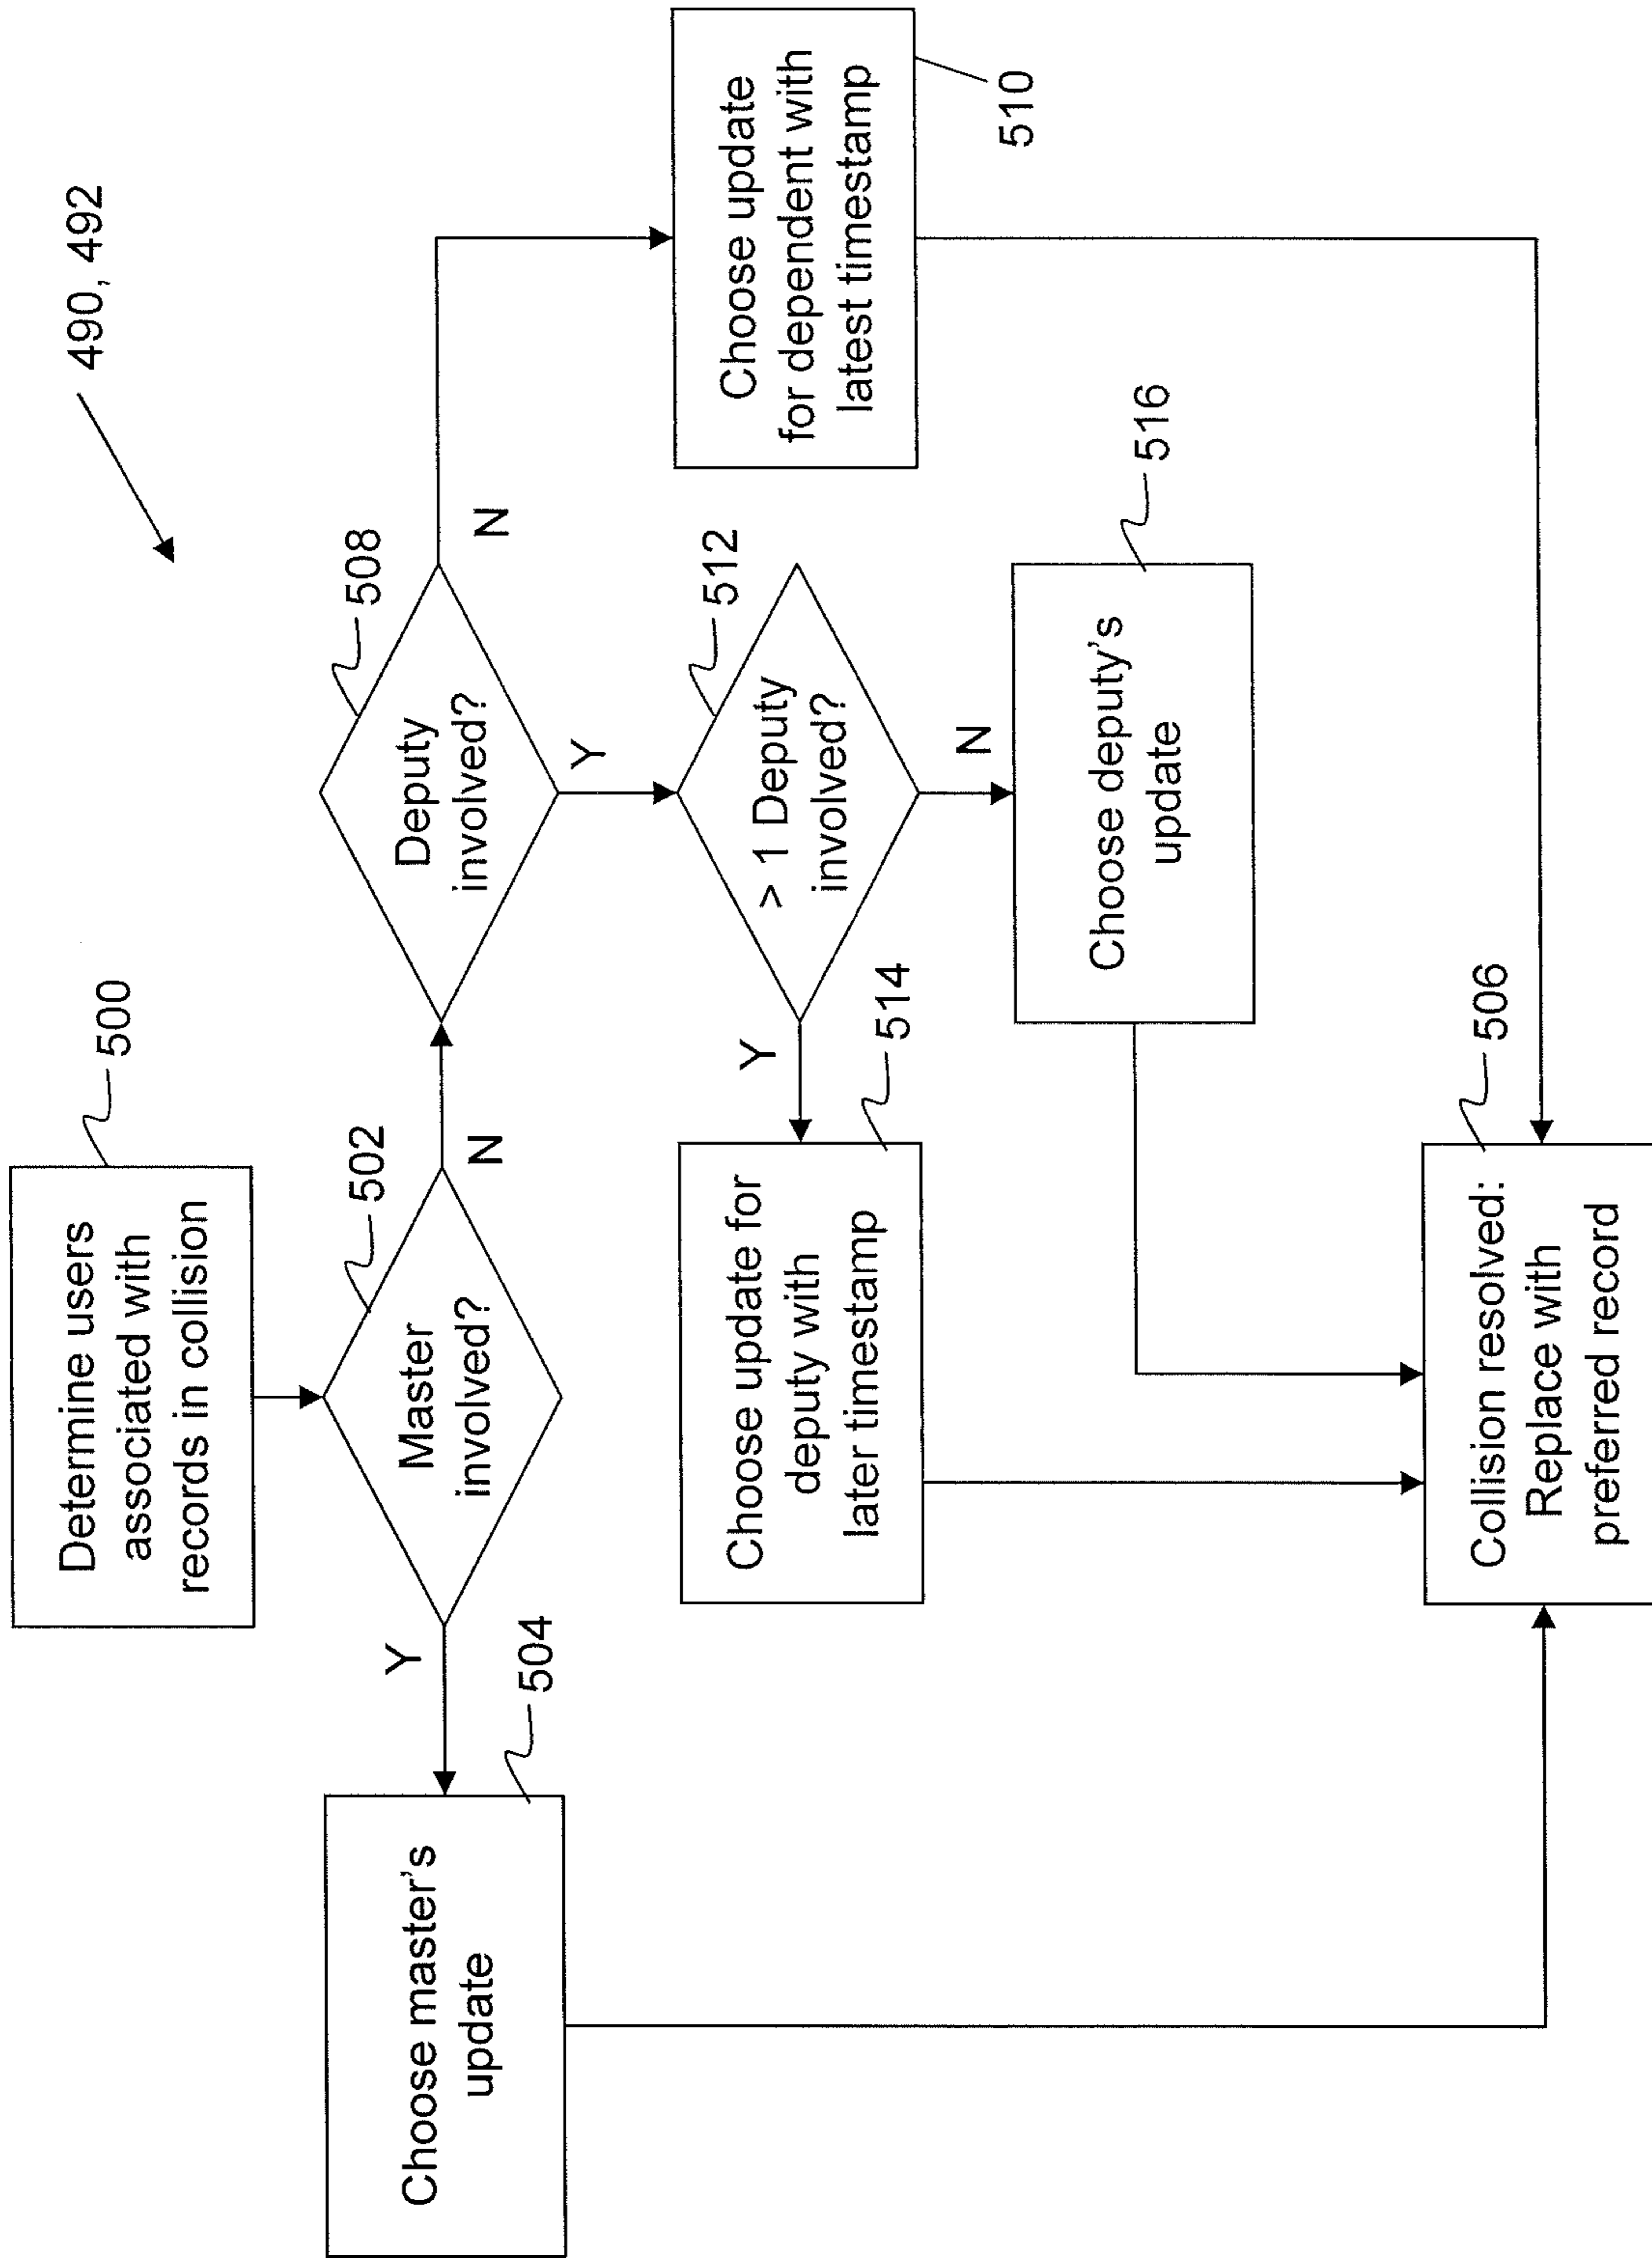 490, 492
500
Determine users
associated with
records in collision
502
Master
involved?
Y
N
504
Choose master's
update
508
Deputy
involved?
N
Y
510
Choose update
for dependent with
latest timestamp
512
> 1 Deputy
involved?
Y
N
514
Choose update for
deputy with
later timestamp
516
Choose deputy's
update
506
Collision resolved:
Replace with
preferred record